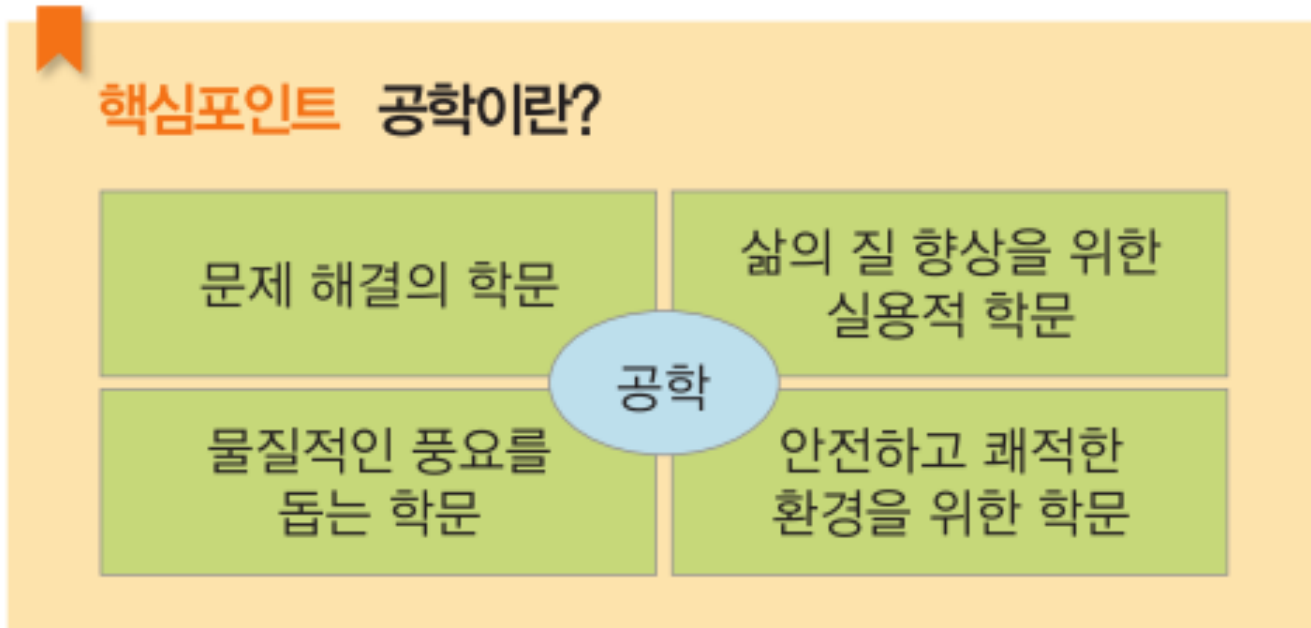 핵심포인트 공학이란?
문제 해결의 학문
삶의 질 향상을 위한
실용적 학문
공학
물질적인 풍요를
돕는 학문
안전하고 쾌적한
환경을 위한 학문